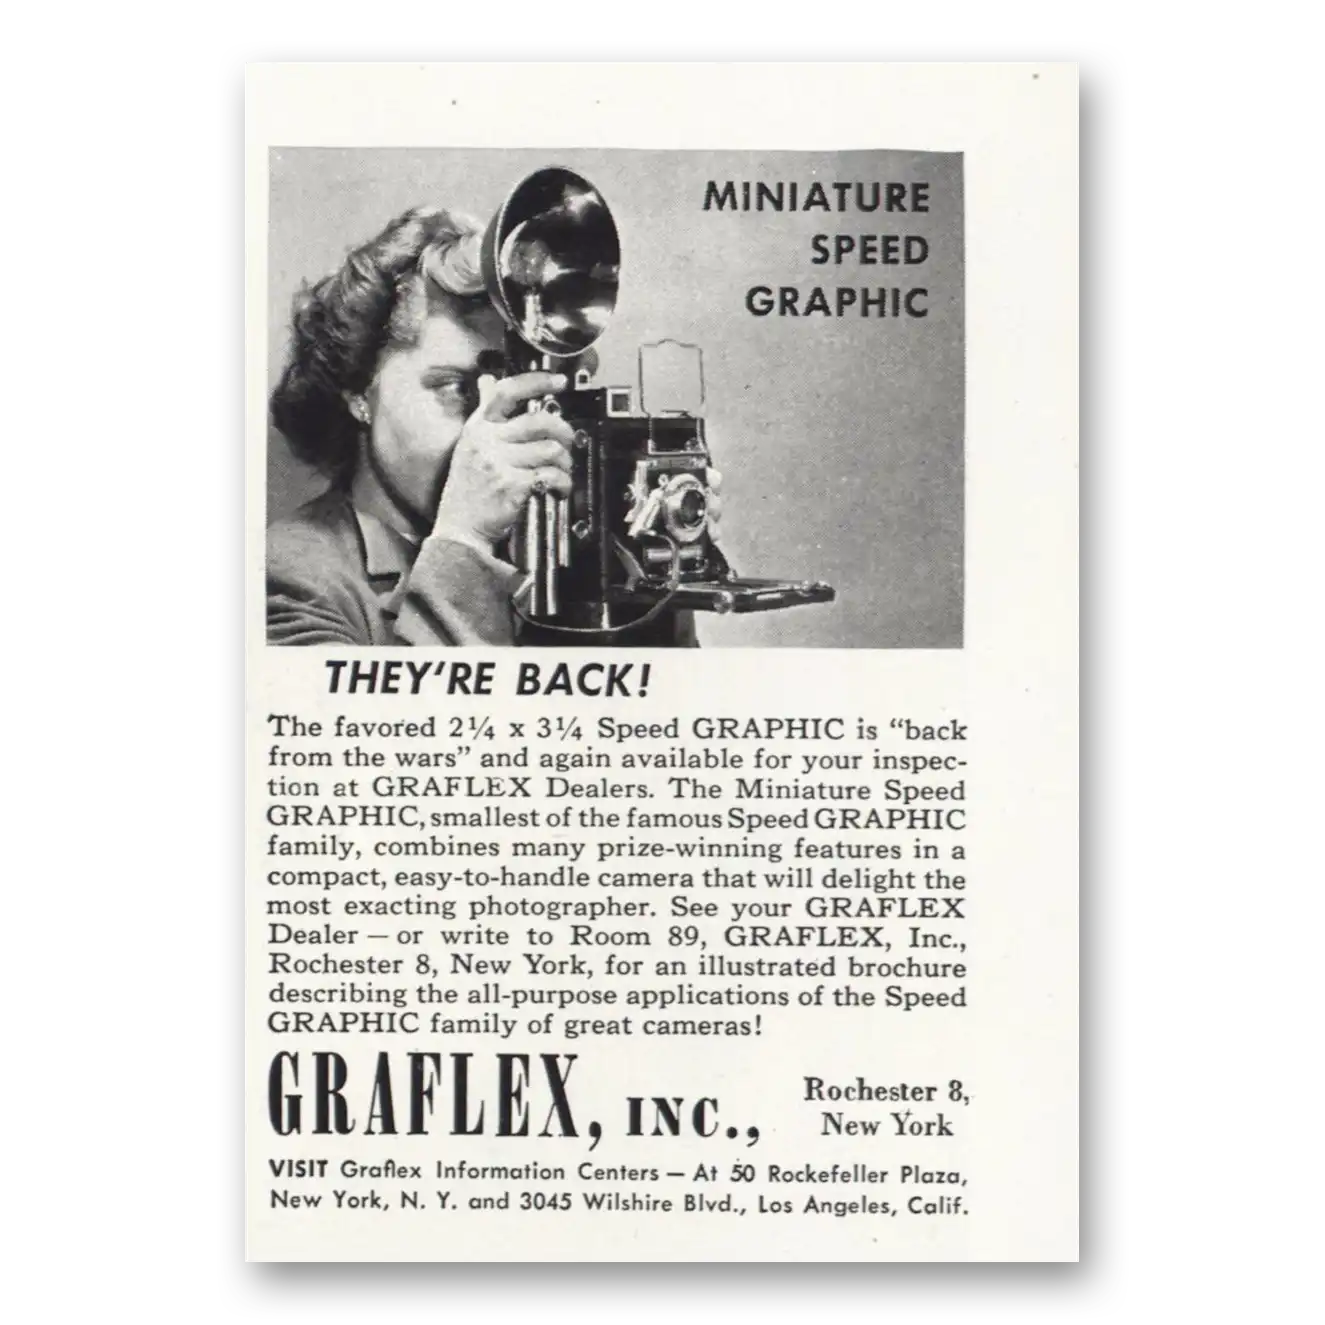 MINIATURE
SPEED
GRAPHIC
THEY'RE BACK!
The favored 2¼ x 3¼ Speed GRAPHIC is “back
from the wars” and again available for your inspec-
tion at GRAFLEX Dealers. The Miniature Speed
GRAPHIC, smallest of the famous Speed GRAPHIC
family, combines many prize-winning features in a
compact, easy-to-handle camera that will delight the
most exacting photographer. See your GRAFLEX
Dealer — or write to Room 89, GRAFLEX, Inc.,
Rochester 8, New York, for an illustrated brochure
describing the all-purpose applications of the Speed
GRAPHIC family of great cameras!
GRAFLEX, INC.,
Rochester 8,
New York
VISIT Graflex Information Centers — At 50 Rockefeller Plaza,
New York, N. Y. and 3045 Wilshire Blvd., Los Angeles, Calif.